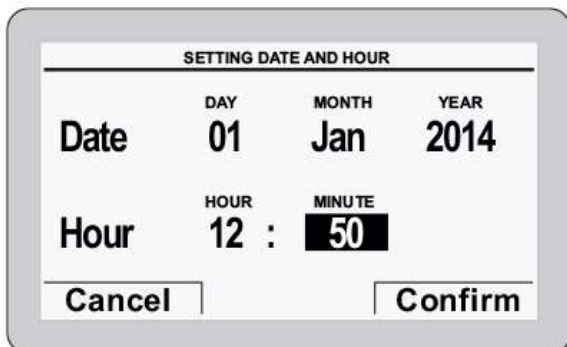 SETTING DATE AND HOUR
DAY MONTH YEAR
Date 01 Jan 2014
HOUR MINUTE
Hour 12 : 50
Cancel Confirm